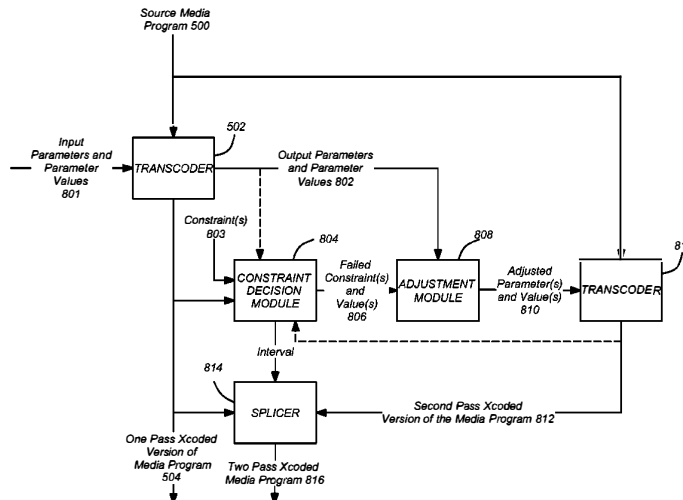 Source Media
Program 500
502
Input
Parameters and
Parameter
Values
801
TRANSCODER
Output Parameters
and Parameter
Values 802
Constraint(s)
803
804
808
CONSTRAINT
DECISION
MODULE
Failed
Constraint(s)
and
Value(s)
806
ADJUSTMENT
MODULE
Adjusted
Parameter(s)
and Value(s)
810
TRANSCODER
Interval
814
SPLICER
Second Pass Xcoded
Version of the Media Program 812
One Pass Xcoded
Version of
Media Program
504
Two Pass Xcoded
Media Program 816